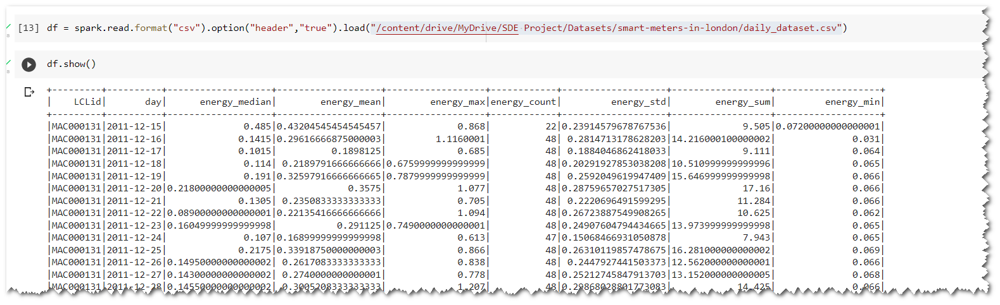 [13] df = spark.read.format("csv").option("header","true").load("/content/drive/MyDrive/SDE Project/Datasets/smart-meters-in-london/daily_dataset.csv")
s
df.show()
s
+---------+----------+-------------------+-------------------+------------------+------------+-------------------+------------------+-------------------+
|    LCLid|       day|      energy_median|        energy_mean|        energy_max|energy_count|         energy_std|        energy_sum|         energy_min|
+---------+----------+-------------------+-------------------+------------------+------------+-------------------+------------------+-------------------+
|MAC000131|2011-12-15|              0.485|0.43204545454545457|             0.868|          22|0.23914579678767536|             9.505|0.07200000000000001|
|MAC000131|2011-12-16|             0.1415|0.29616666875000003|         1.1160001|          48| 0.2814713178628203|14.216000100000002|              0.031|
|MAC000131|2011-12-17|             0.1015|          0.1898125|             0.685|          48| 0.1884046862418033|             9.111|              0.064|
|MAC000131|2011-12-18|              0.114| 0.2189791666666666|0.6759999999999999|          48|0.20291927853038208|10.510999999999996|              0.065|
|MAC000131|2011-12-19|              0.191| 0.3259791666666665|0.7879999999999999|          48| 0.2592049619947409|15.646999999999998|              0.066|
|MAC000131|2011-12-20|0.21800000000000005|             0.3575|             1.077|          48|0.28759657027517305|             17.16|              0.066|
|MAC000131|2011-12-21|             0.1305| 0.2350833333333333|             0.705|          48| 0.2220696491599295|            11.284|              0.066|
|MAC000131|2011-12-22|0.08900000000000001|0.22135416666666666|             1.094|          48|0.26723887549908265|            10.625|              0.062|
|MAC000131|2011-12-23|0.16049999999999998|           0.291125|0.7490000000000001|          48|0.24907604794434665|13.973999999999998|              0.065|
|MAC000131|2011-12-24|              0.107|0.16899999999999998|             0.613|          47|0.15068466931050878|             7.943|              0.065|
|MAC000131|2011-12-25|             0.2175|0.33918750000000003|             0.866|          48|0.26310119857478675|16.281000000000002|              0.069|
|MAC000131|2011-12-26|0.14950000000000002| 0.2617083333333333|             0.838|          48| 0.2447927441503373|12.562000000000001|              0.066|
|MAC000131|2011-12-27|0.14300000000000002| 0.2740000000000001|             0.778|          48|0.25212745847913703|13.152000000000005|              0.068|
|MAC000131|2011-12-28|0.14550000000000002| 0.3005208333333333|             1.207|          48|0.29868028801773083|            14.425|              0.066|